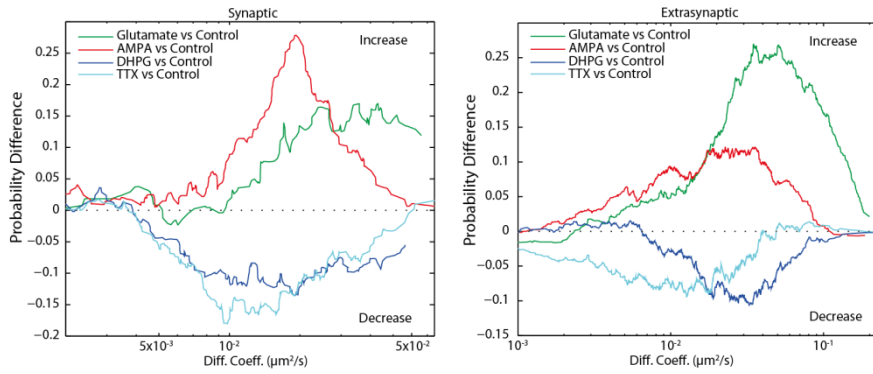 Synaptic
Glutamate vs Control
AMPA vs Control
DHPG vs Control
TTX vs Control
Increase
Decrease
Probability Difference
0.25
0.2
0.15
0.1
0.05
0
-0.05
-0.1
-0.15
-0.2
5x10⁻³
10⁻²
5x10⁻²
Diff. Coeff. (µm²/s)
Extrasynaptic
Glutamate vs Control
AMPA vs Control
DHPG vs Control
TTX vs Control
Increase
Decrease
Probability Difference
0.25
0.2
0.15
0.1
0.05
0
-0.05
-0.1
-0.15
10⁻³
10⁻²
10⁻¹
Diff. Coeff. (µm²/s)